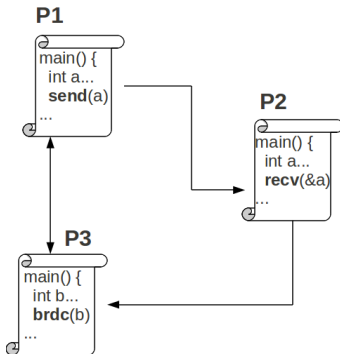 P1
main() {
int a...
send(a)
...
P2
main() {
int a...
recv(&a)
...
P3
main() {
int b...
brdc(b)
...